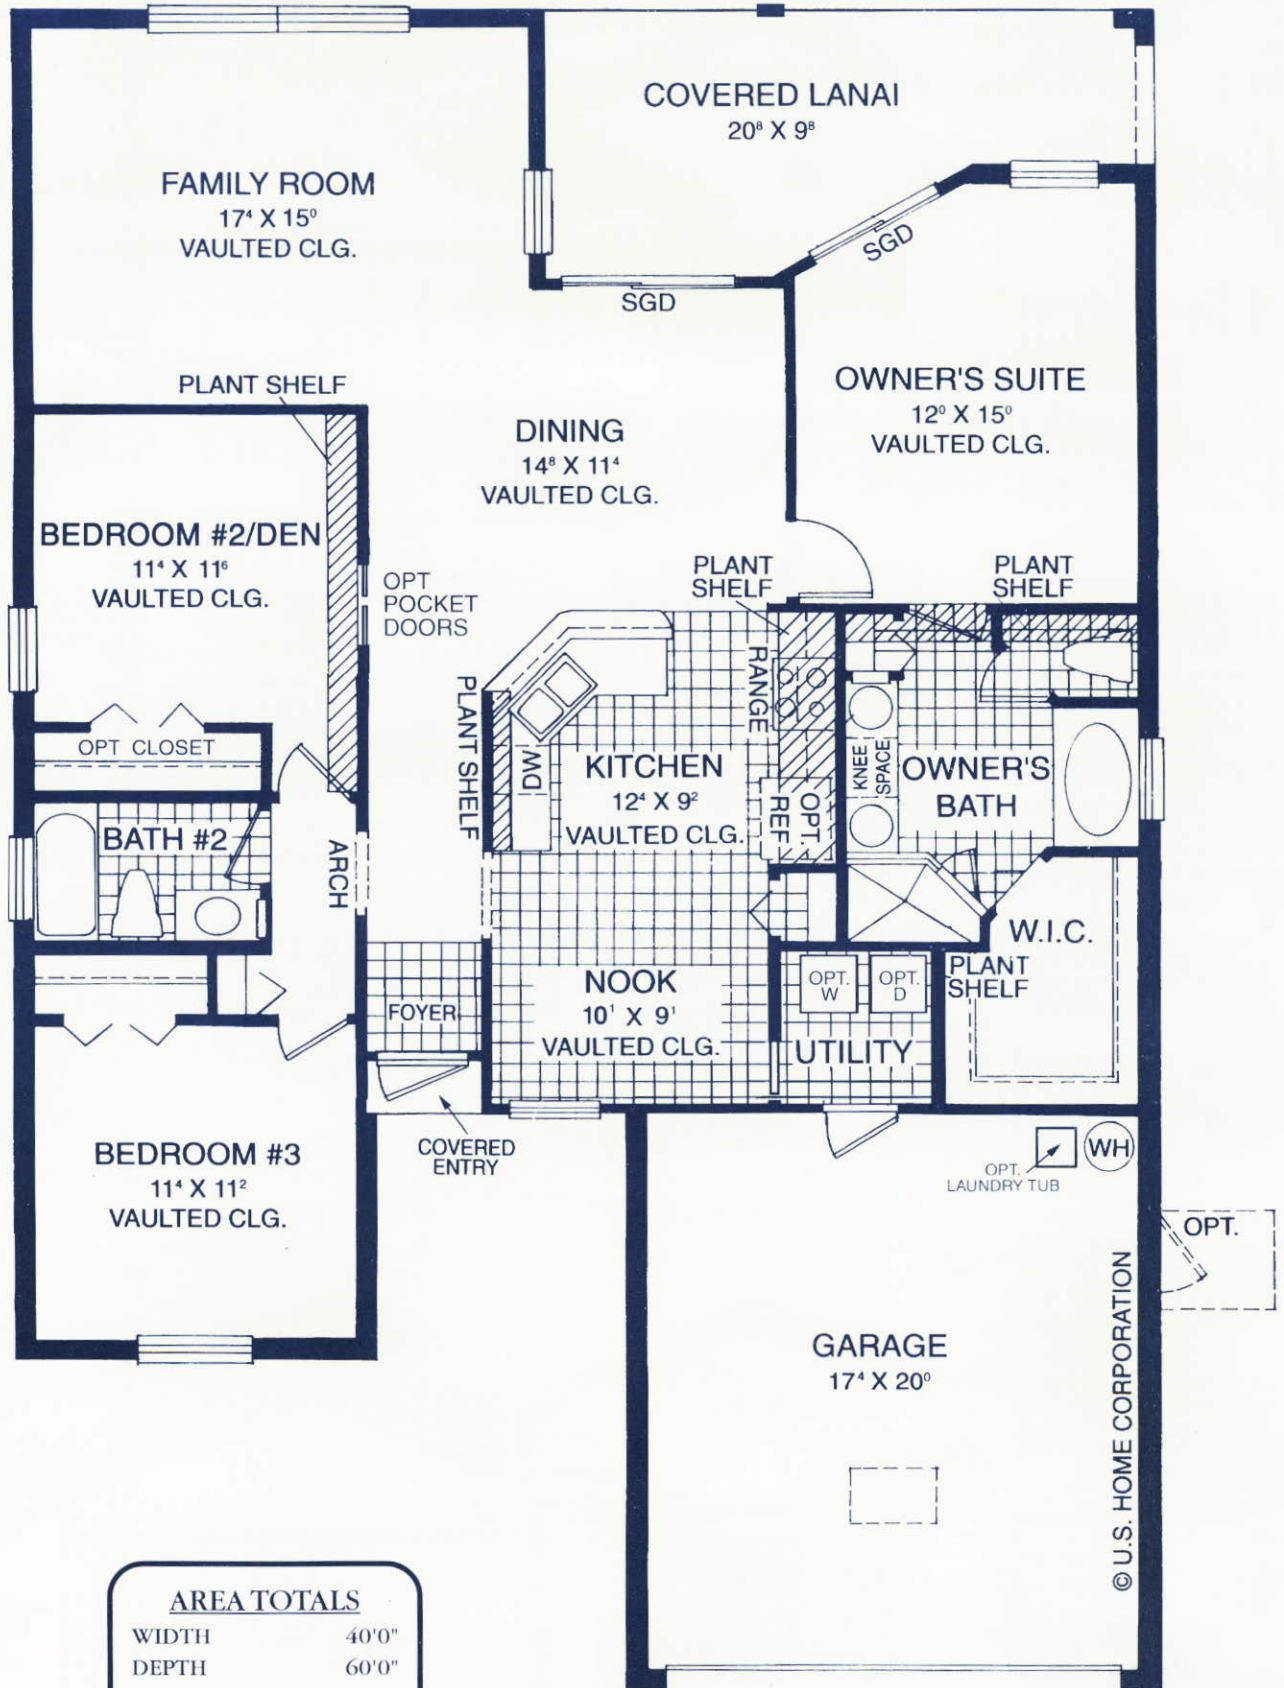 COVERED LANAI
20⁸ X 9⁸
FAMILY ROOM
17⁴ X 15⁰
VAULTED CLG.
SGD
SGD
PLANT SHELF
OWNER'S SUITE
12⁰ X 15⁰
VAULTED CLG.
DINING
14⁸ X 11⁴
VAULTED CLG.
BEDROOM #2/DEN
11⁴ X 11⁶
VAULTED CLG.
OPT
POCKET
DOORS
PLANT
SHELF
PLANT
SHELF
RANGE
PLANT SHELF
OPT CLOSET
DW
KITCHEN
12⁴ X 9²
VAULTED CLG.
OPT.
REF
KNEE
SPACE
OWNER'S
BATH
BATH #2
ARCH
W.I.C.
PLANT
SHELF
NOOK
10¹ X 9¹
VAULTED CLG.
OPT.
W
OPT.
D
FOYER
UTILITY
COVERED
ENTRY
BEDROOM #3
11⁴ X 11²
VAULTED CLG.
WH
OPT.
LAUNDRY TUB
OPT.
GARAGE
17⁴ X 20⁰
© U.S. HOME CORPORATION
AREA TOTALS
WIDTH 40'0"
DEPTH 60'0"